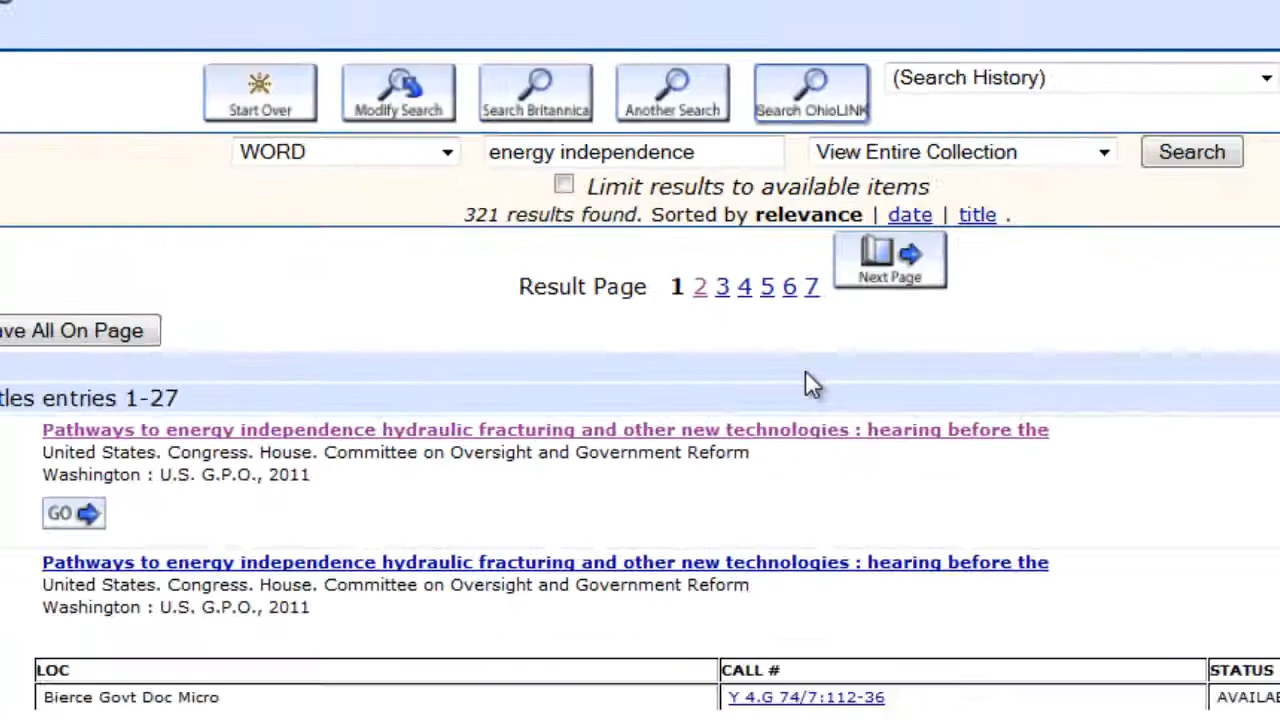 Start Over Modify Search Search Britannica Another Search Search OhioLINK (Search History)
WORD energy independence View Entire Collection Search
Limit results to available items
321 results found. Sorted by relevance | date | title .
Result Page 1 2 3 4 5 6 7 Next Page
All On Page
entries 1-27
Pathways to energy independence hydraulic fracturing and other new technologies : hearing before the
United States. Congress. House. Committee on Oversight and Government Reform
Washington : U.S. G.P.O., 2011
GO
Pathways to energy independence hydraulic fracturing and other new technologies : hearing before the
United States. Congress. House. Committee on Oversight and Government Reform
Washington : U.S. G.P.O., 2011
LOC CALL # STATUS
Bierce Govt Doc Micro Y 4.G 74/7:112-36